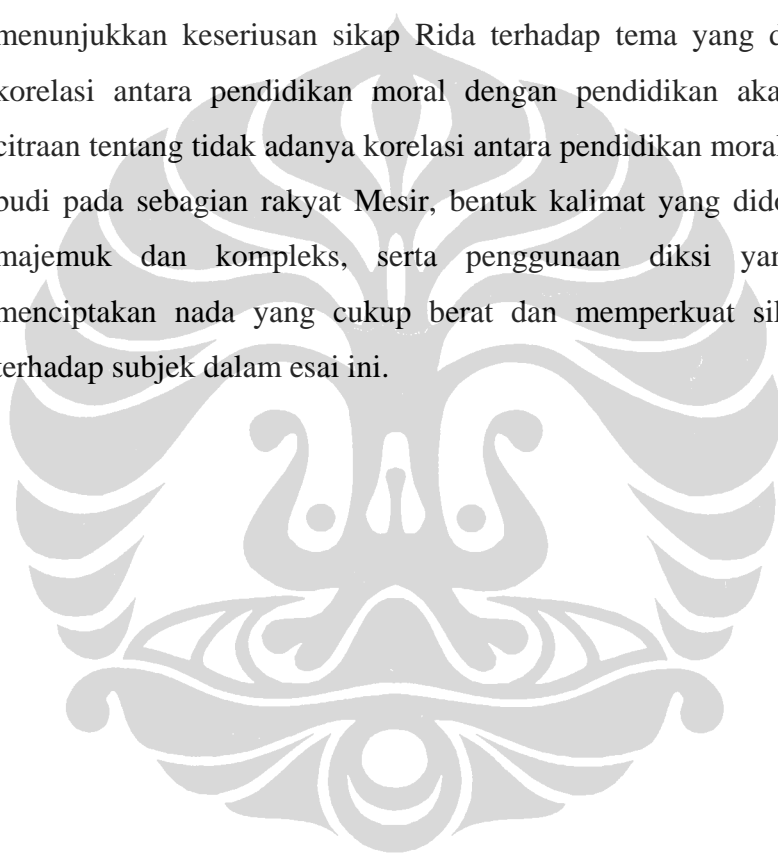 menunjukkan keseriusan sikap Rida terhadap tema yang d
korelasi antara pendidikan moral dengan pendidikan aka
citraan tentang tidak adanya korelasi antara pendidikan moral
budi pada sebagian rakyat Mesir, bentuk kalimat yang dido
majemuk dan kompleks, serta penggunaan diksi yan
menciptakan nada yang cukup berat dan memperkuat sil
terhadap subjek dalam esai ini.